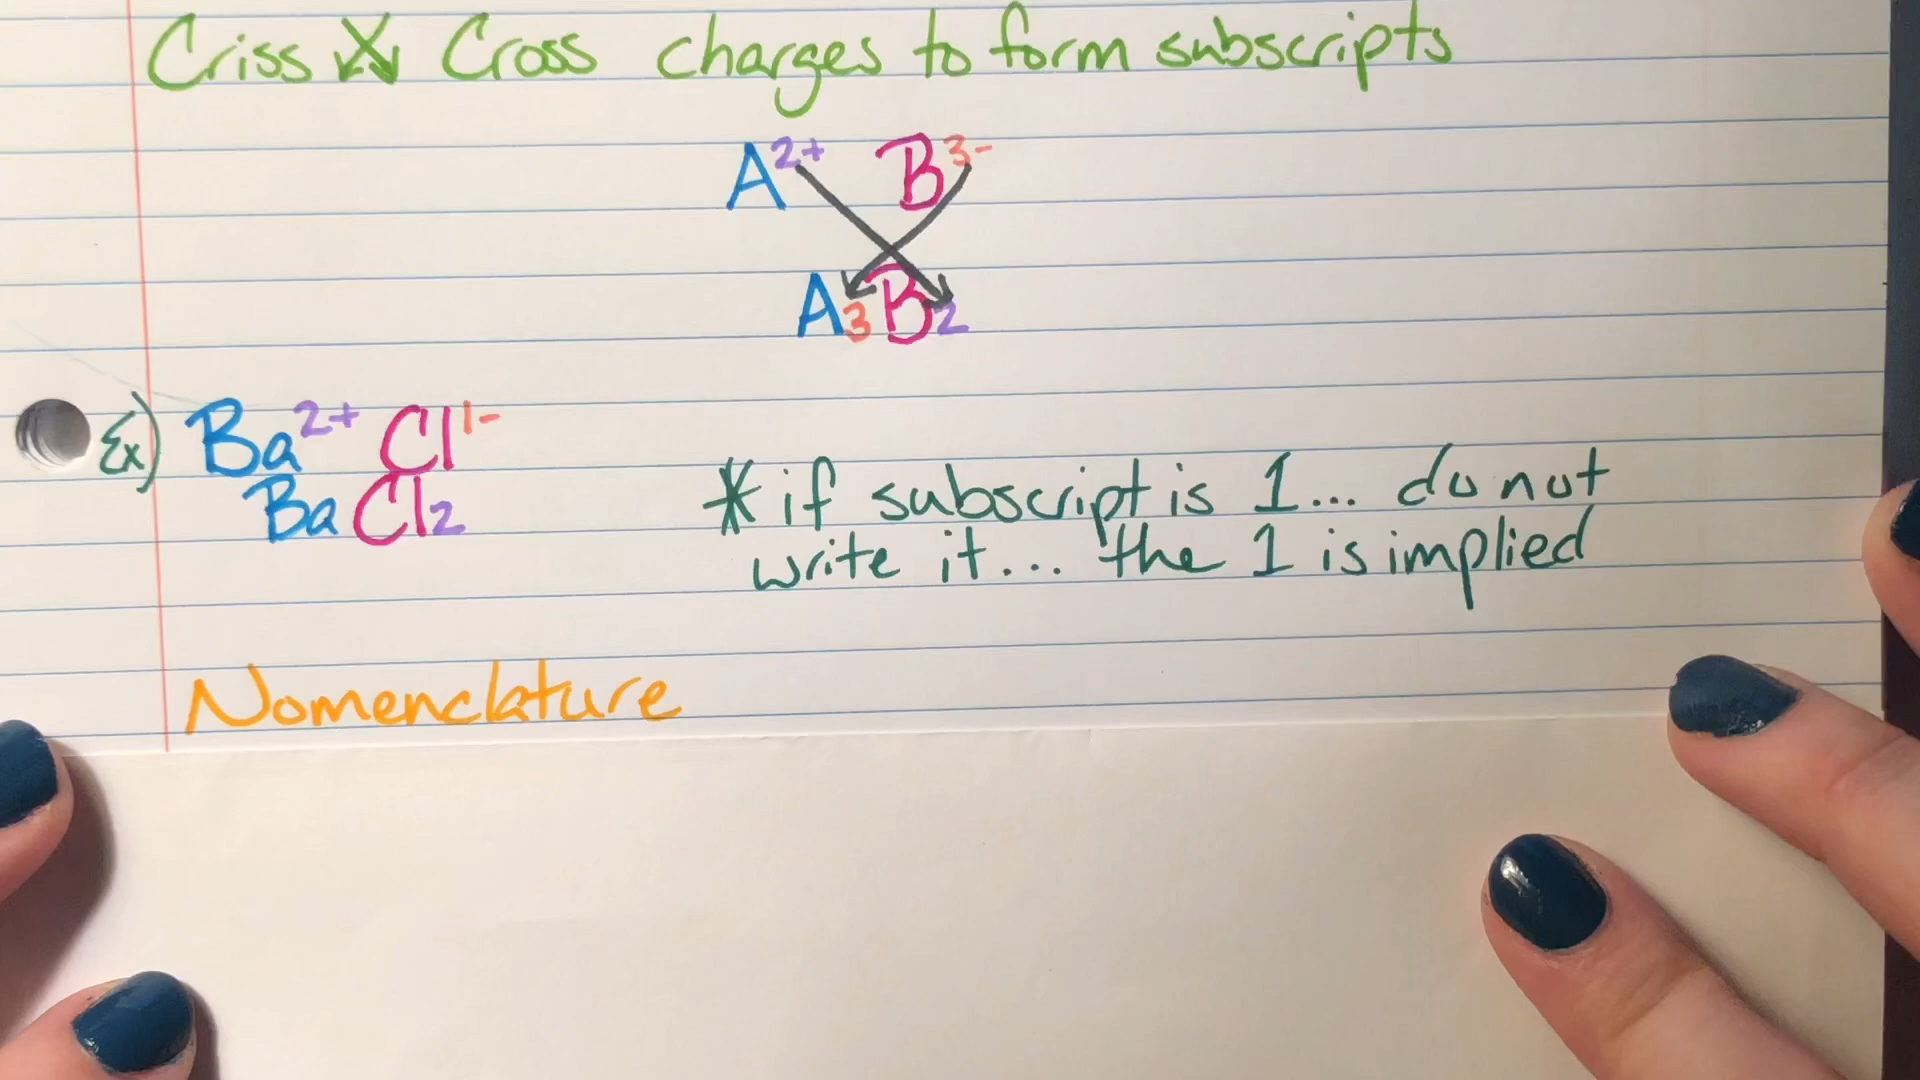 Criss Cross charges to form subscripts
A²⁺ B³⁻
A₃B₂
Ex) Ba²⁺ Cl¹⁻
BaCl₂
* if subscript is 1... do not
write it... the 1 is implied
Nomenclature